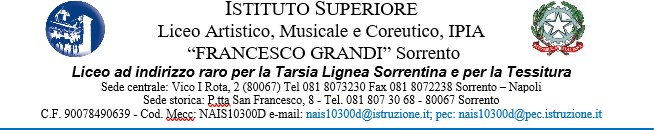 ISTITUTO SUPERIORE
Liceo Artistico, Musicale e Coreutico, IPIA
“FRANCESCO GRANDI” Sorrento
Liceo ad indirizzo raro per la Tarsia Lignea Sorrentina e per la Tessitura
Sede centrale: Vico I Rota, 2 (80067) Tel 081 8073230 Fax 081 8072238 Sorrento – Napoli
Sede storica: P.tta San Francesco, 8 - Tel. 081 807 30 68 - 80067 Sorrento
C.F. 90078490639 - Cod. Mecc: NAIS10300D e-mail: nais10300d@istruzione.it; pec: nais10300d@pec.istruzione.it